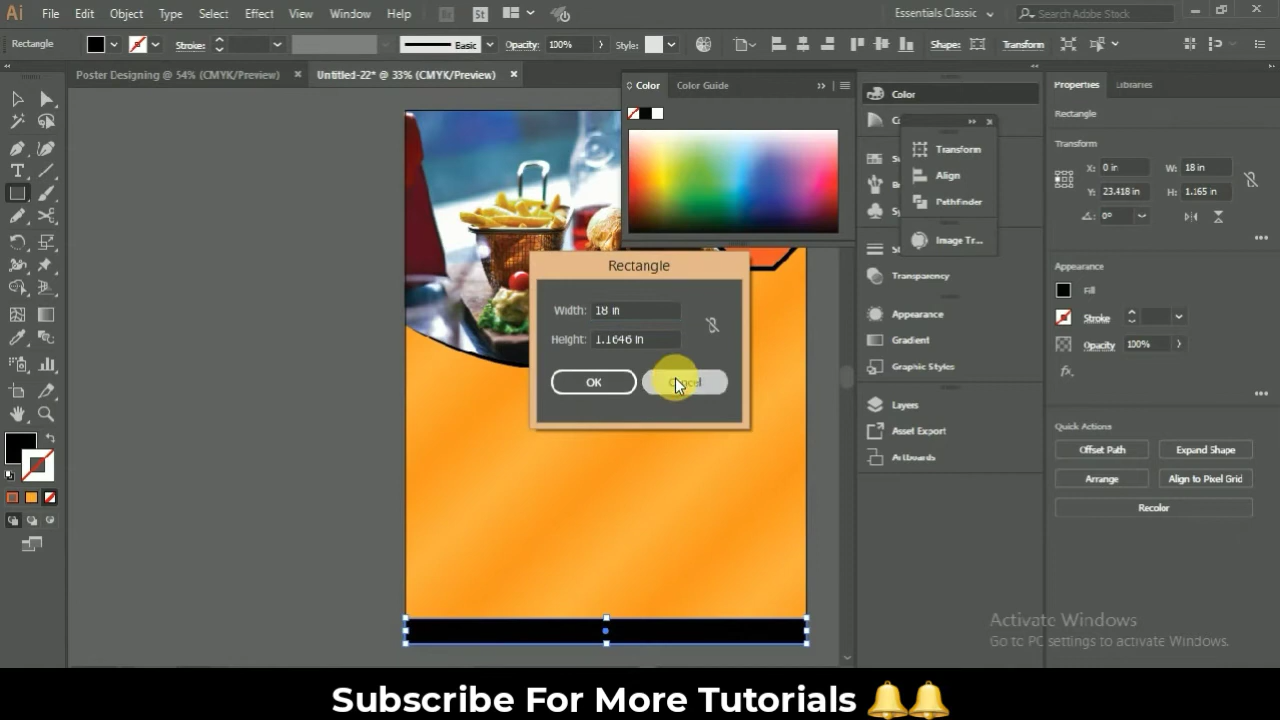 Ai File Edit Object Type Select Effect View Window Help Br St Essentials Classic Search Adobe Stock
Rectangle Stroke: Basic Opacity: 100% Style: Shape: Transform
Poster Designing @ 54% (CMYK/Preview) × Untitled-22* @ 33% (CMYK/Preview) ×
Color Color Guide
Color
Transform
Align
Pathfinder
Image Tr...
Transparency
Appearance
Gradient
Graphic Styles
Layers
Asset Export
Artboards
Properties Libraries
Rectangle
Transform
X: 0 in W: 18 in
Y: 23.418 in H: 1.165 in
0°
Appearance
Fill
Stroke
Opacity 100%
fx.
Quick Actions
Offset Path Expand Shape
Arrange Align to Pixel Grid
Recolor
Rectangle
Width: 18 in
Height: 1.1646 in
OK Cancel
Activate Windows
Go to PC settings to activate Windows.
Subscribe For More Tutorials 🔔🔔